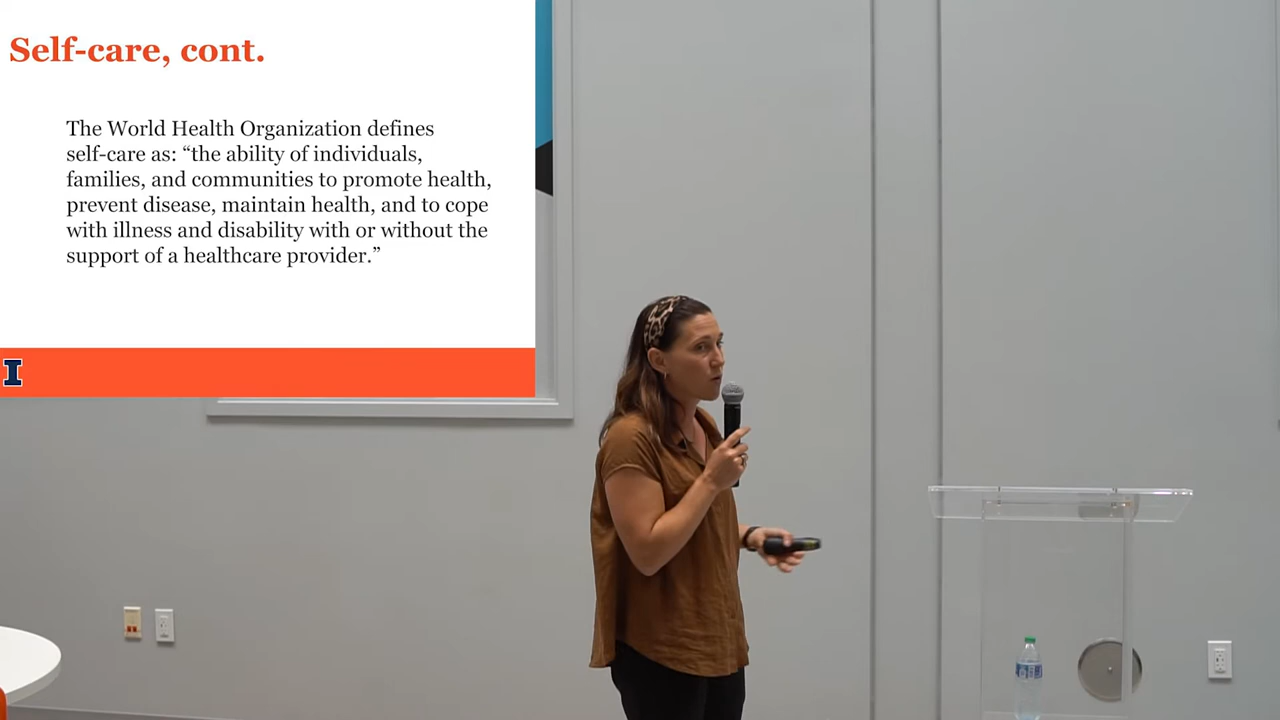 Self-care, cont.
The World Health Organization defines
self-care as: “the ability of individuals,
families, and communities to promote health,
prevent disease, maintain health, and to cope
with illness and disability with or without the
support of a healthcare provider.”
I